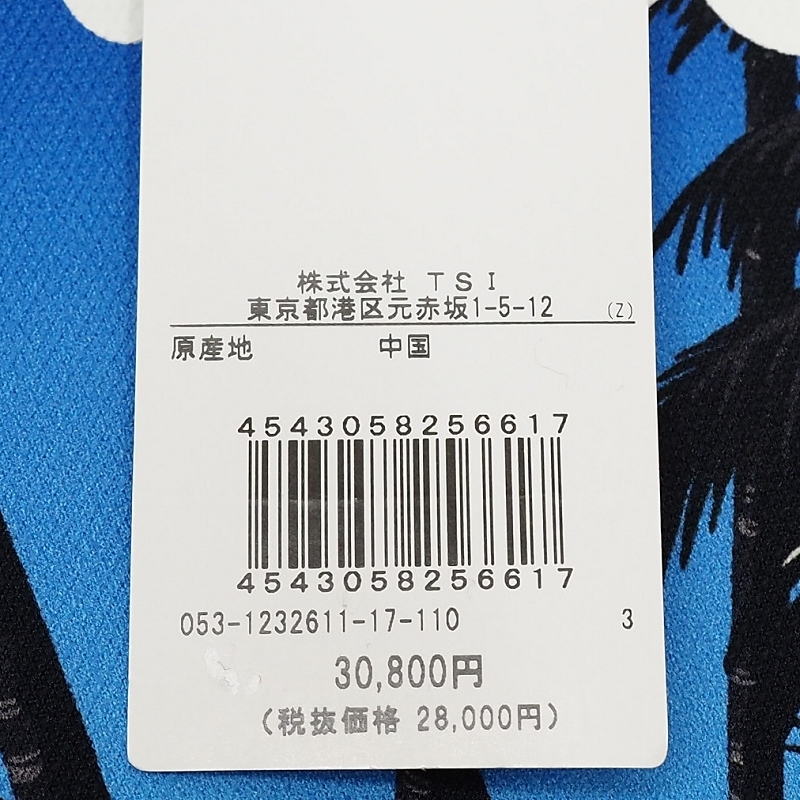 株式会社 TSI
東京都港区元赤坂1-5-12 (Z)
原産地 中国
4543058256617
4543058256617
053-1232611-17-110 3
30,800円
(税抜価格 28,000円)